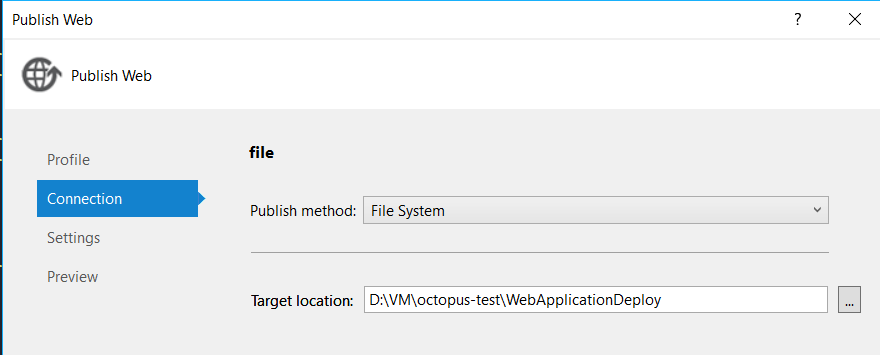 Publish Web
?
Publish Web
Profile
Connection
Settings
Preview
file
Publish method: File System
Target location: D:\VM\octopus-test\WebApplicationDeploy ...